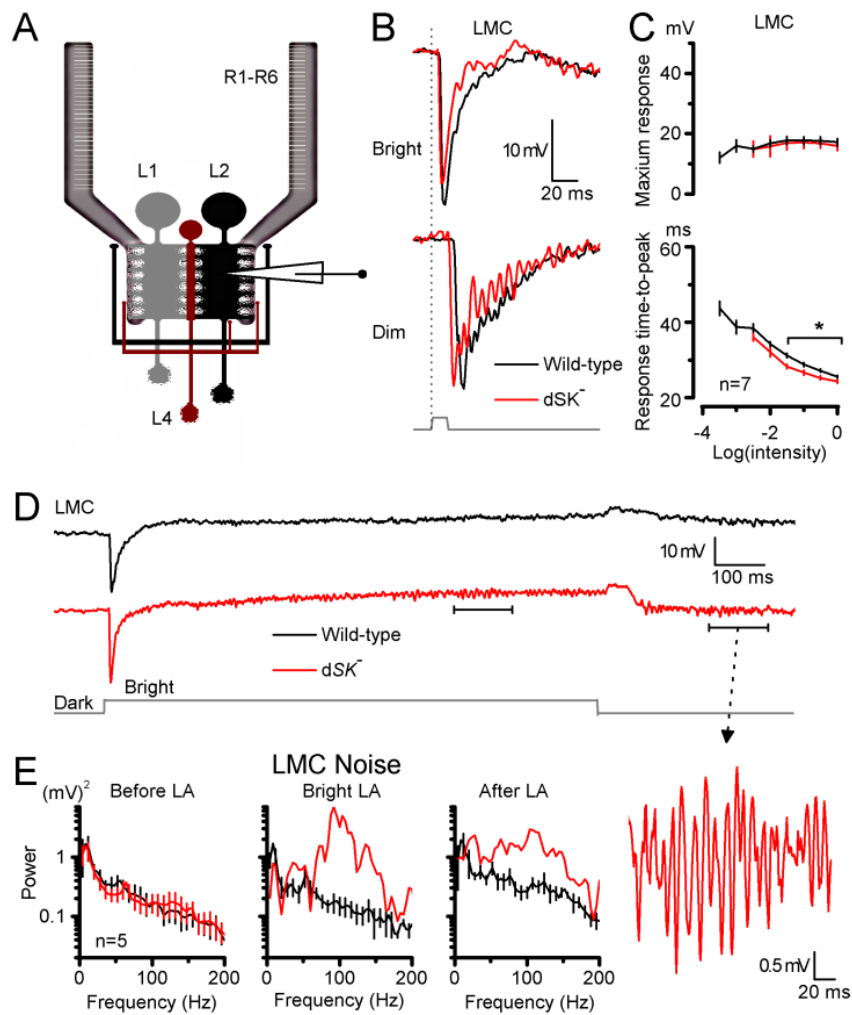 A
R1-R6
L1
L2
L4
B
LMC
Bright
10 mV
20 ms
Dim
Wild-type
dSK⁻
C
LMC
mV
Maxium response
40
20
0
ms
Response time-to-peak
60
40
20
*
n=7
-4
-2
0
Log(intensity)
D
LMC
10 mV
100 ms
Wild-type
dSK⁻
Bright
Dark
E
LMC Noise
(mV)²
Before LA
Bright LA
After LA
Power
1
0.1
n=5
0 100 200
0 100 200
0 100 200
Frequency (Hz)
Frequency (Hz)
Frequency (Hz)
0.5 mV
20 ms